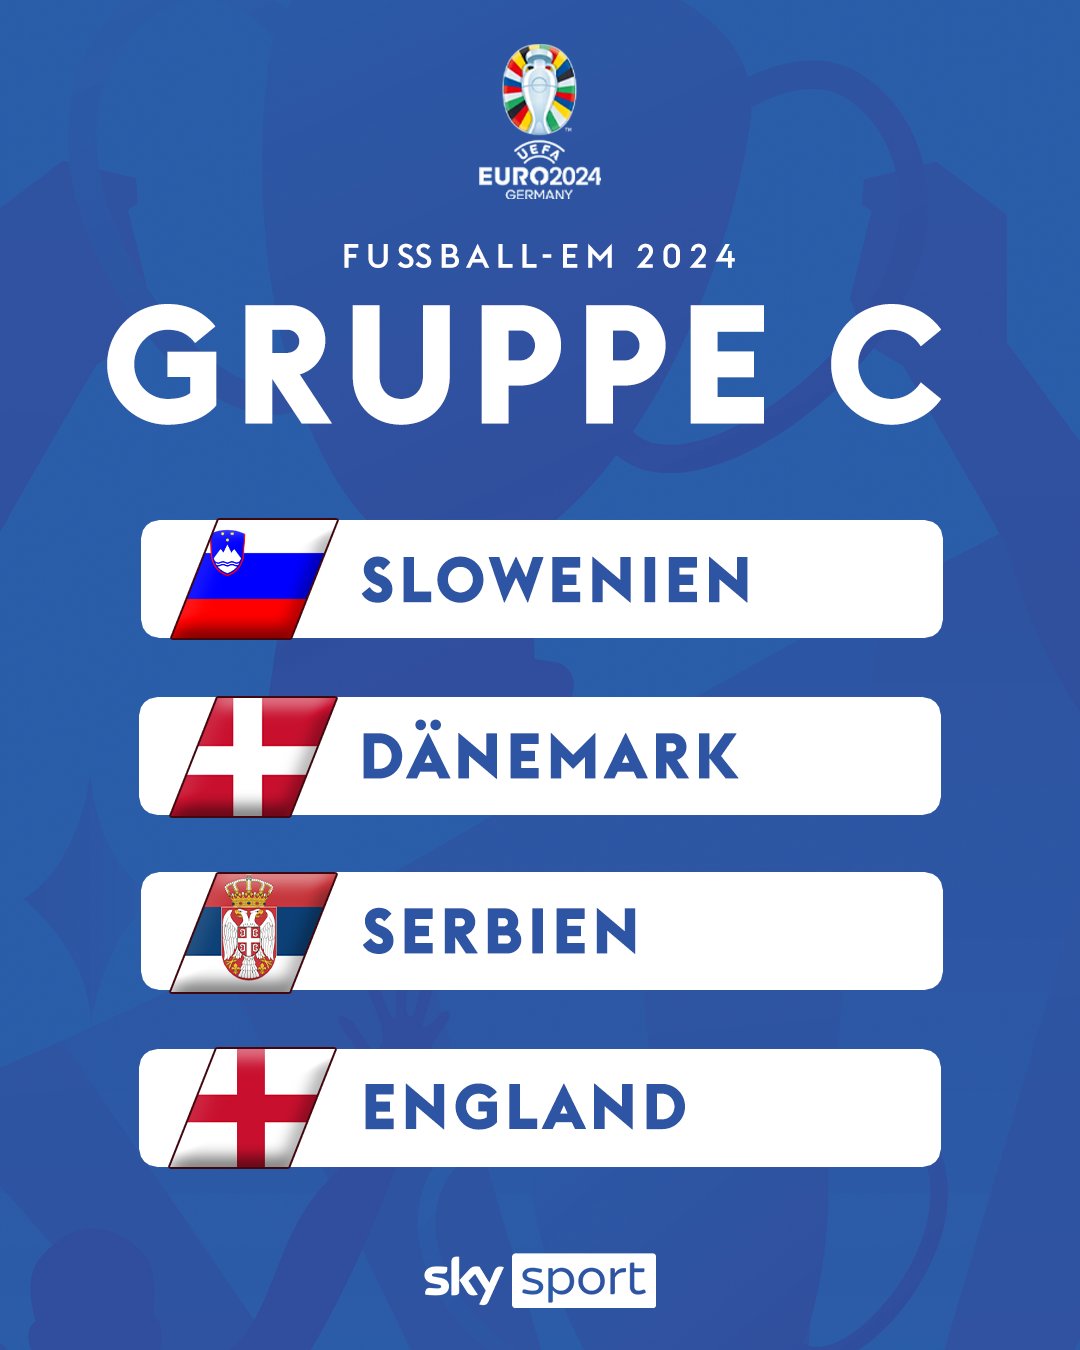 UEFA
EURO2024
GERMANY
FUSSBALL-EM 2024
GRUPPE C
SLOWENIEN
DÄNEMARK
SERBIEN
ENGLAND
sky sport